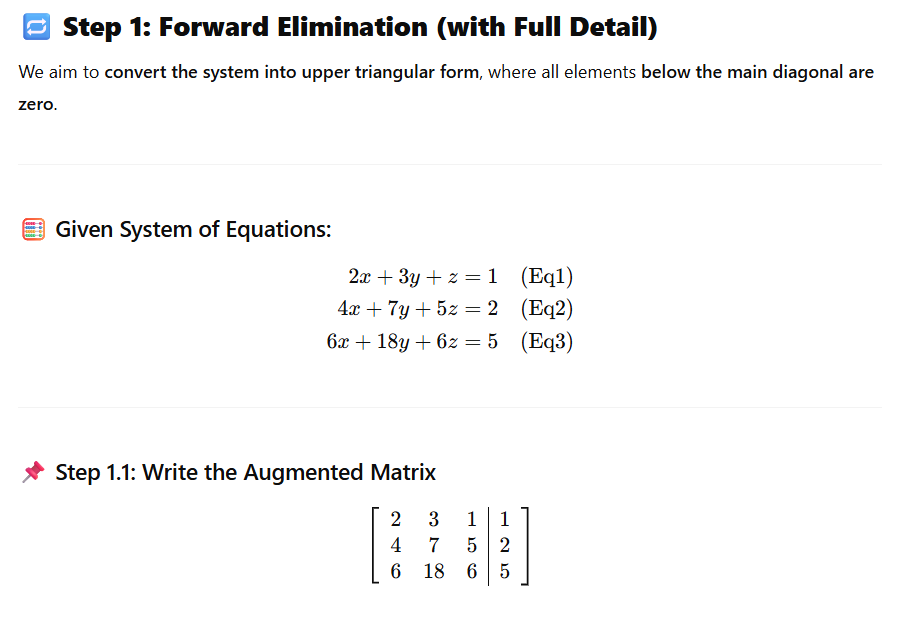 🔁 Step 1: Forward Elimination (with Full Detail)
We aim to convert the system into upper triangular form, where all elements below the main diagonal are
zero.
🧮 Given System of Equations:
2x + 3y + z = 1 (Eq1)
4x + 7y + 5z = 2 (Eq2)
6x + 18y + 6z = 5 (Eq3)
📌 Step 1.1: Write the Augmented Matrix
2 3 1 | 1
4 7 5 | 2
6 18 6 | 5